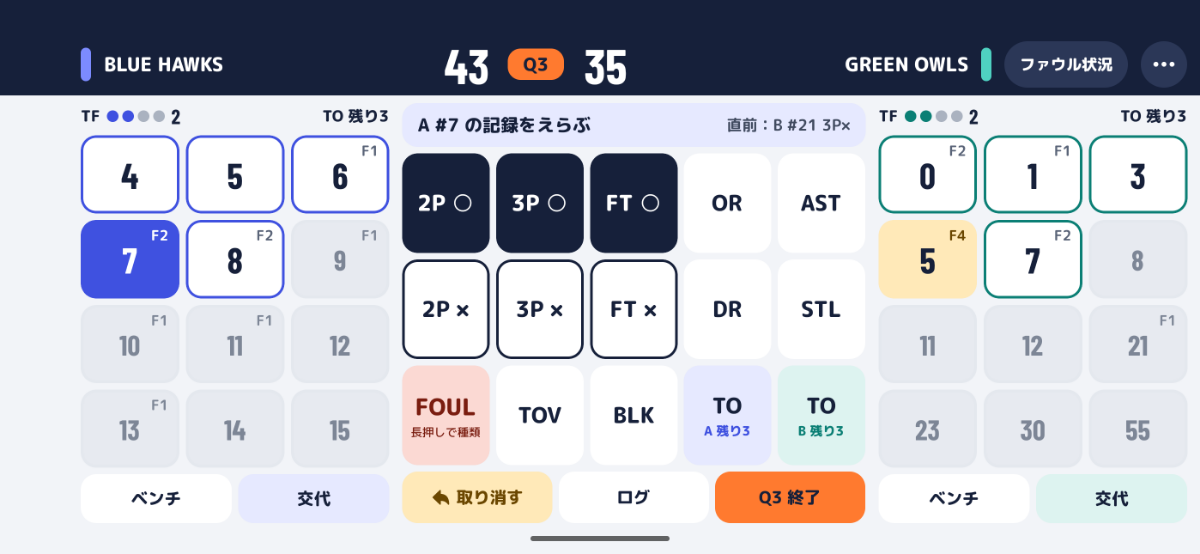 BLUE HAWKS
43 Q3 35
GREEN OWLS
ファウル状況
•••
TF 2 TO 残り3
4
5
6 F1
7 F2
8 F2
9 F1
10 F1
11 F1
12
13 F1
14
15
ベンチ
交代
A #7 の記録をえらぶ 直前：B #21 3P×
2P ○
3P ○
FT ○
OR
AST
2P ×
3P ×
FT ×
DR
STL
FOUL
長押しで種類
TOV
BLK
TO
A 残り3
TO
B 残り3
取り消す
ログ
Q3 終了
TF 2 TO 残り3
0 F2
1 F1
3
5 F4
7 F2
8
11
12
21 F1
23
30
55
ベンチ
交代